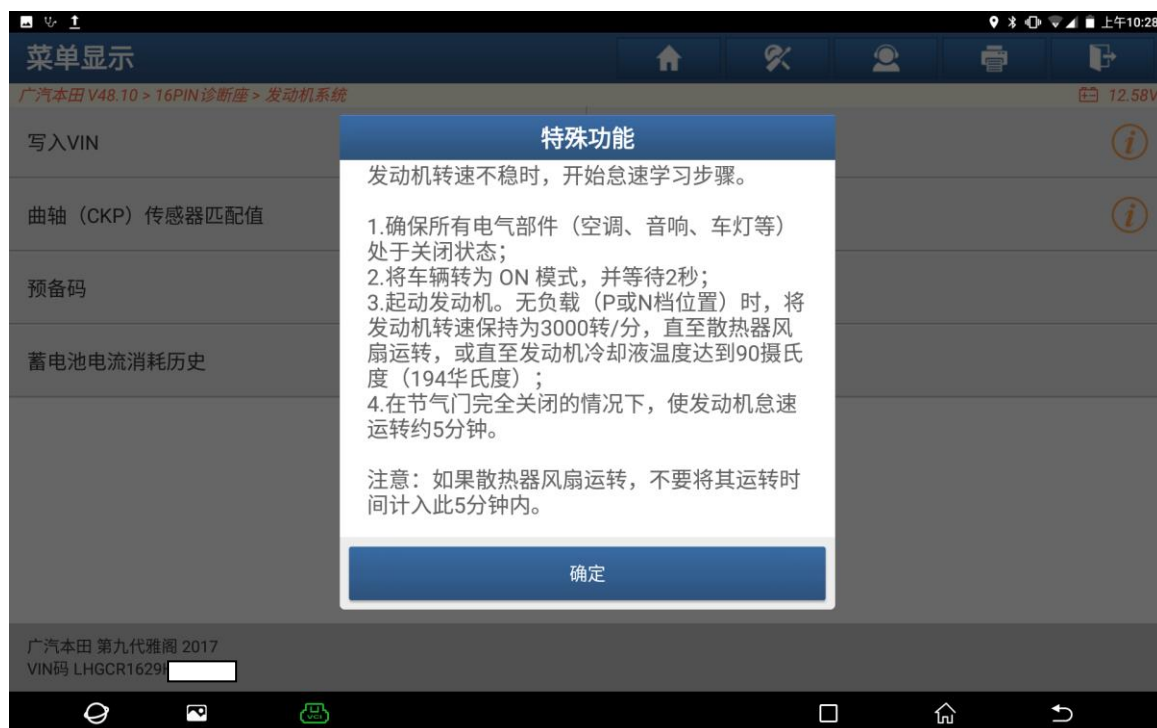 上午10:28
菜单显示
广汽本田 V48.10 > 16PIN诊断座 > 发动机系统
12.58V
写入VIN
曲轴（CKP）传感器匹配值
预备码
蓄电池电流消耗历史
特殊功能
发动机转速不稳时，开始怠速学习步骤。
1.确保所有电气部件（空调、音响、车灯等）
处于关闭状态；
2.将车辆转为 ON 模式，并等待2秒；
3.起动发动机。无负载（P或N档位置）时，将
发动机转速保持为3000转/分，直至散热器风
扇运转，或直至发动机冷却液温度达到90摄氏
度（194华氏度）；
4.在节气门完全关闭的情况下，使发动机怠速
运转约5分钟。
注意：如果散热器风扇运转，不要将其运转时
间计入此5分钟内。
确定
广汽本田 第九代雅阁 2017
VIN码 LHGCR1629
VCI